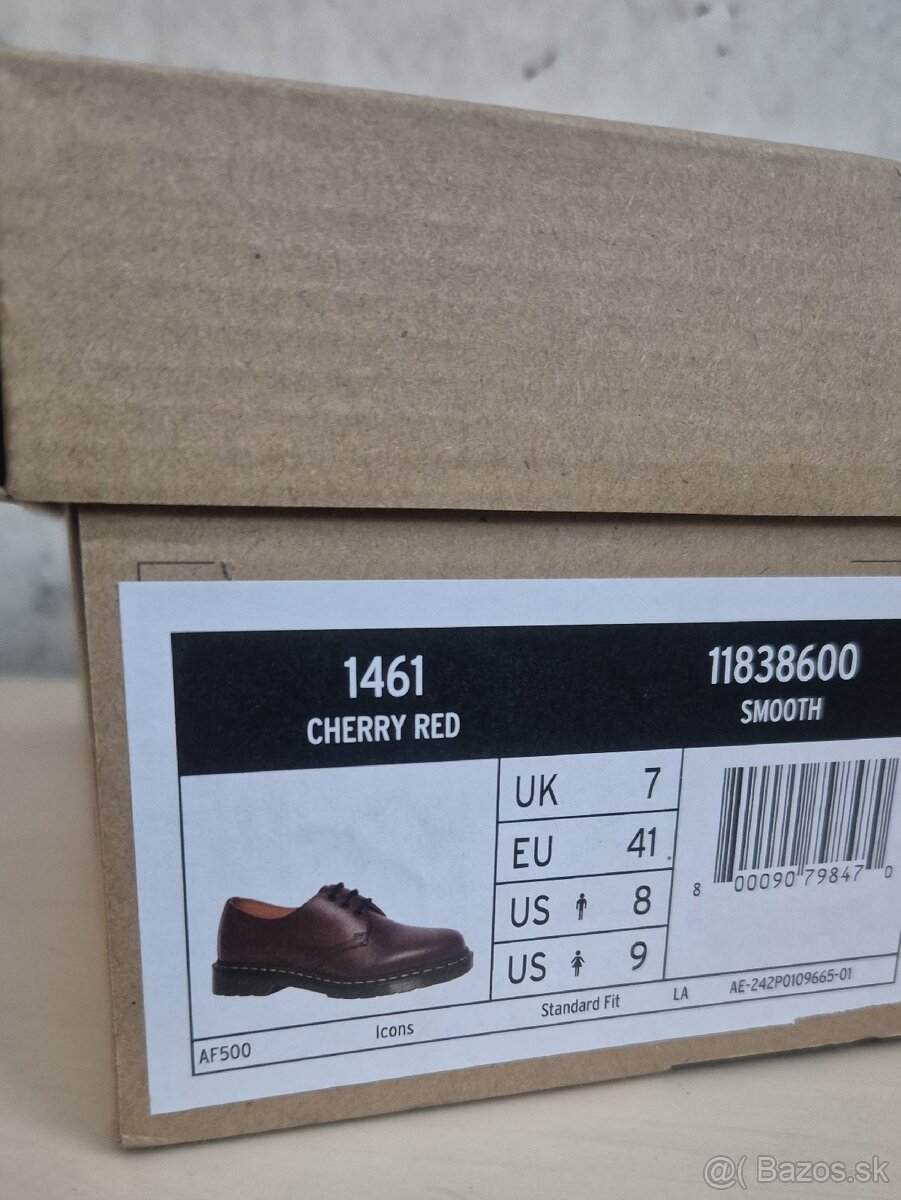 1461
CHERRY RED
11838600
SMOOTH
UK 7
EU 41
US 8
US 9
8 00090 79847 0
AF500
Icons
Standard Fit
LA
AE-242P0109665-01
@( Bazos.sk